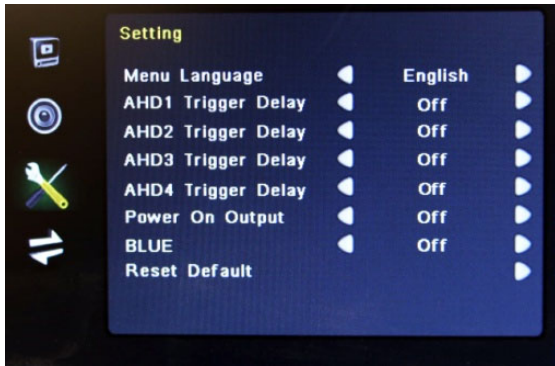 Setting
Menu Language English
AHD1 Trigger Delay Off
AHD2 Trigger Delay Off
AHD3 Trigger Delay Off
AHD4 Trigger Delay Off
Power On Output Off
BLUE Off
Reset Default